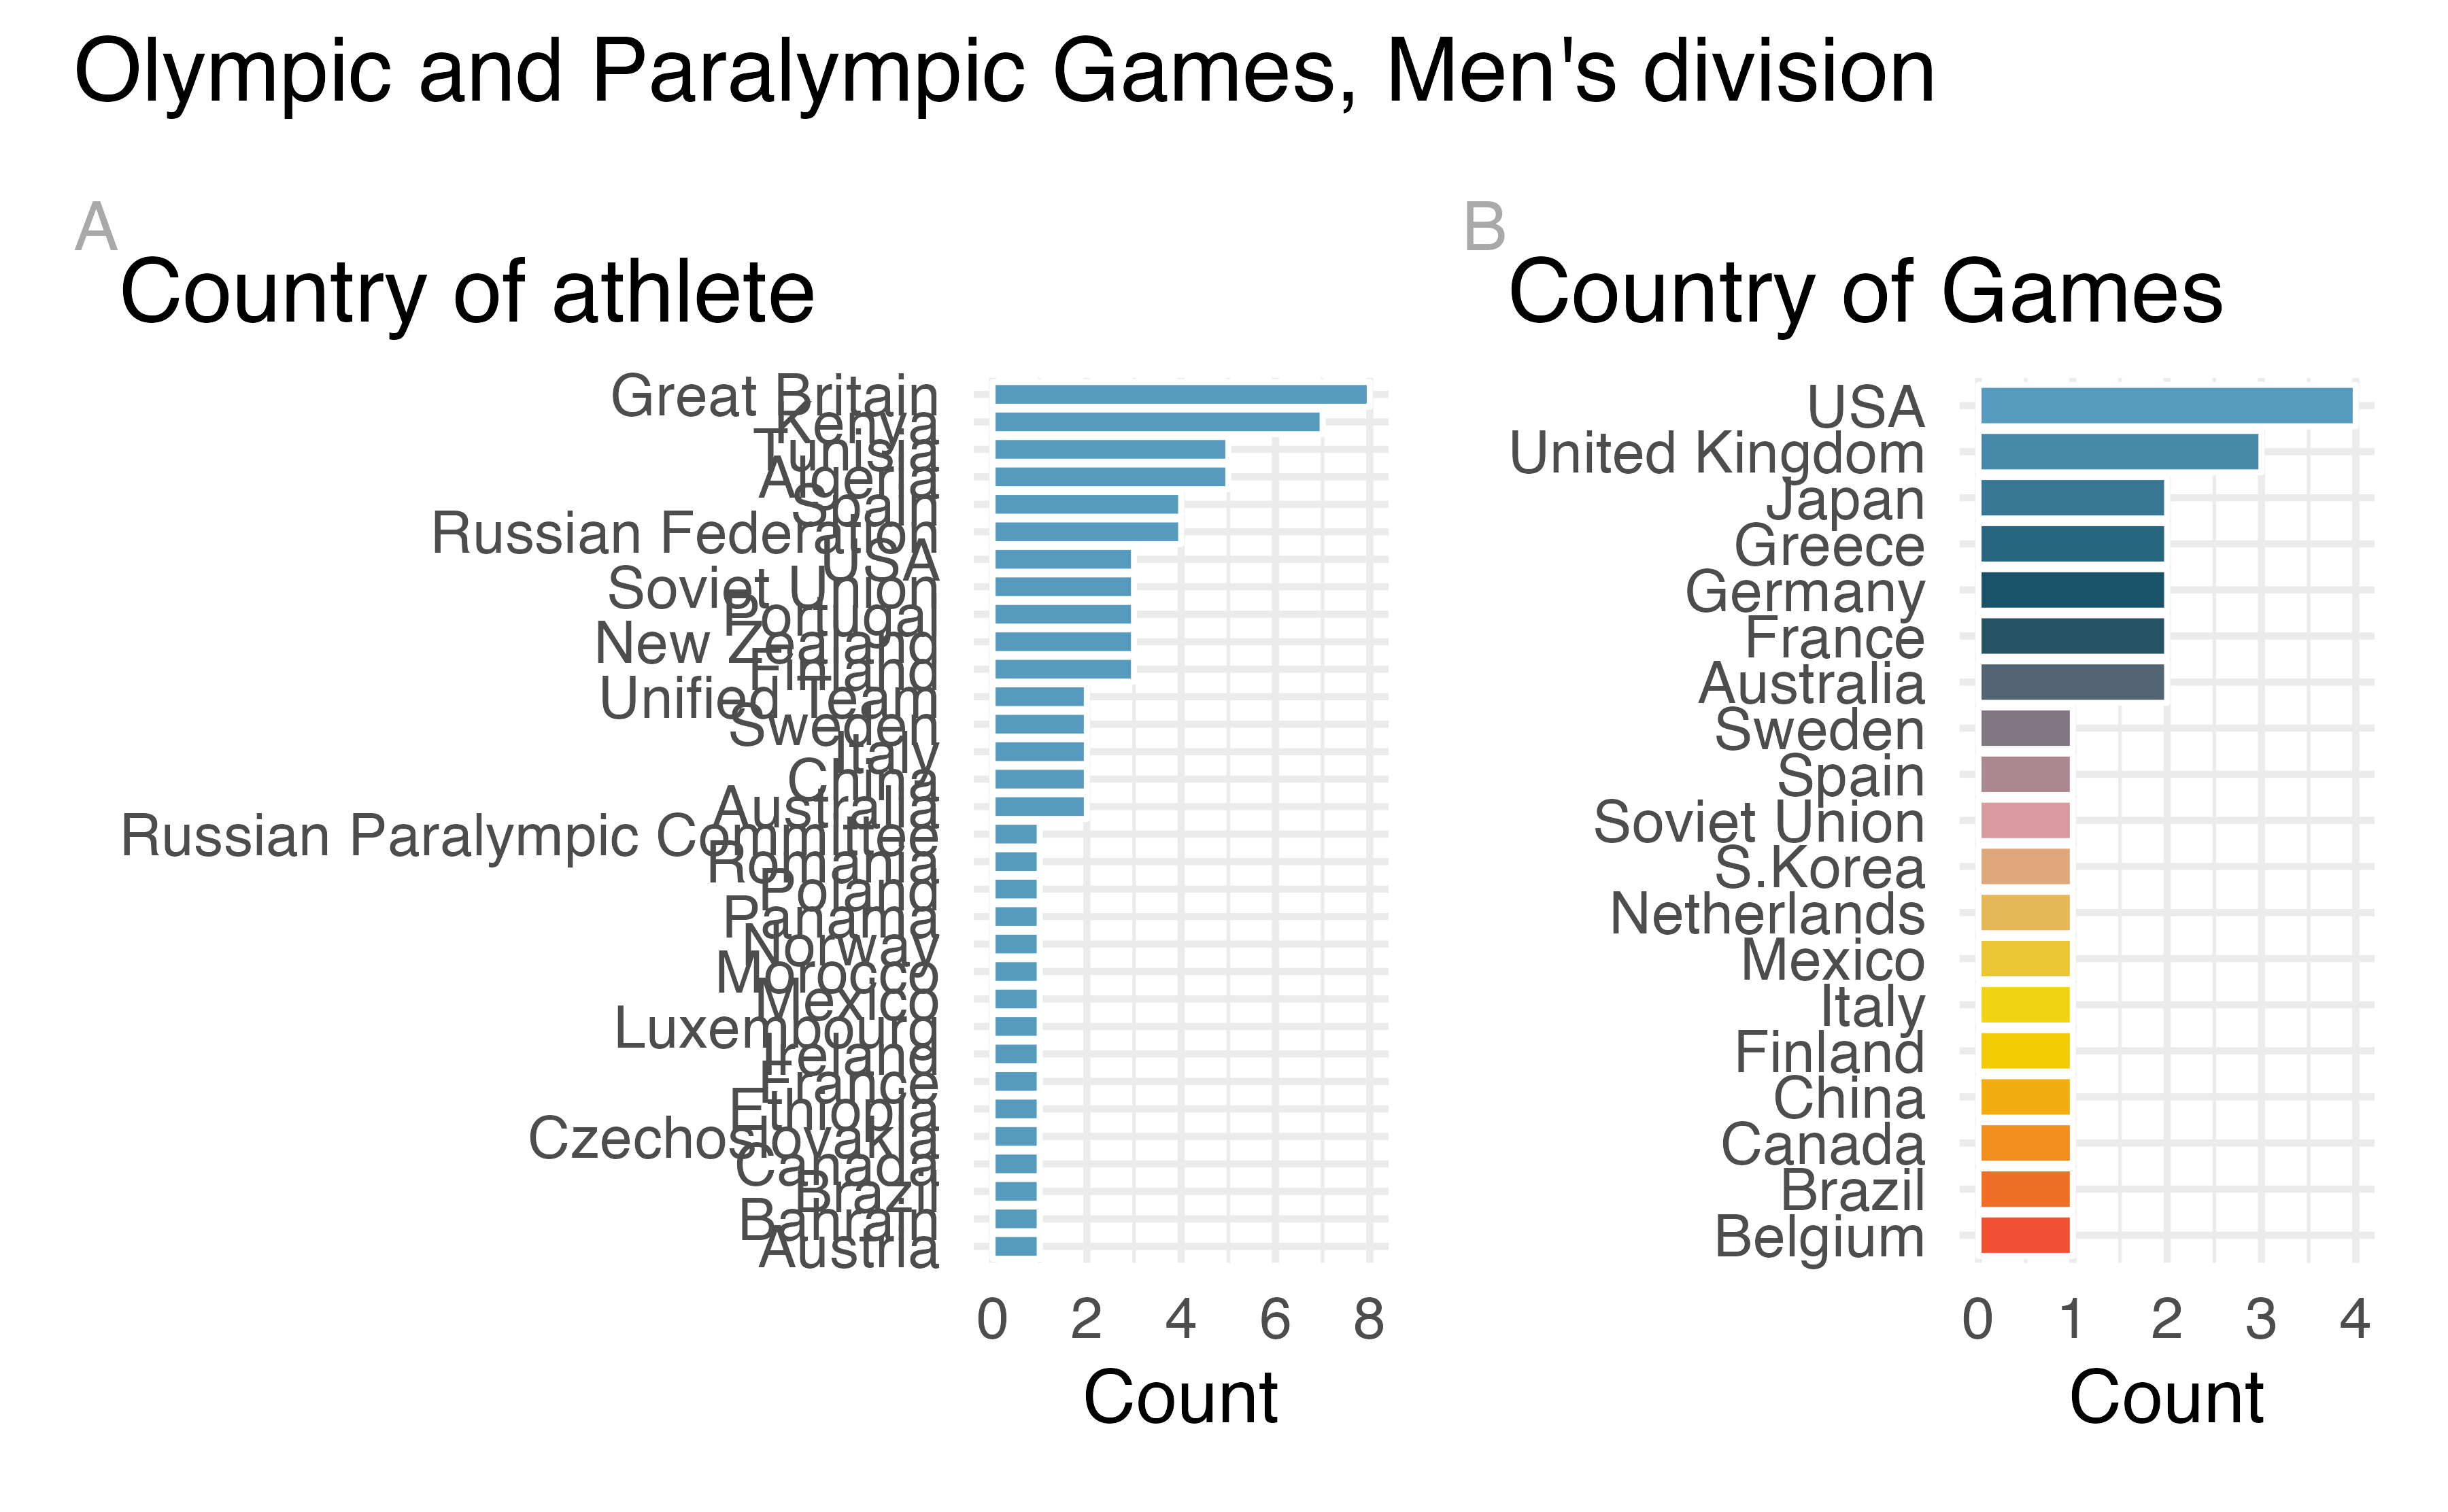 Olympic and Paralympic Games, Men's division
A
Country of athlete
Great Britain
Kenya
Tunisia
Algeria
Spain
Russian Federation
USA
Soviet Union
Portugal
New Zealand
Finland
Unified Team
Sweden
Italy
China
Australia
Russian Paralympic Committee
Romania
Poland
Panama
Norway
Morocco
Mexico
Luxembourg
Ireland
France
Ethiopia
Czechoslovakia
Canada
Brazil
Bahrain
Austria
0 2 4 6 8
Count
B
Country of Games
USA
United Kingdom
Japan
Greece
Germany
France
Australia
Sweden
Spain
Soviet Union
S.Korea
Netherlands
Mexico
Italy
Finland
China
Canada
Brazil
Belgium
0 1 2 3 4
Count